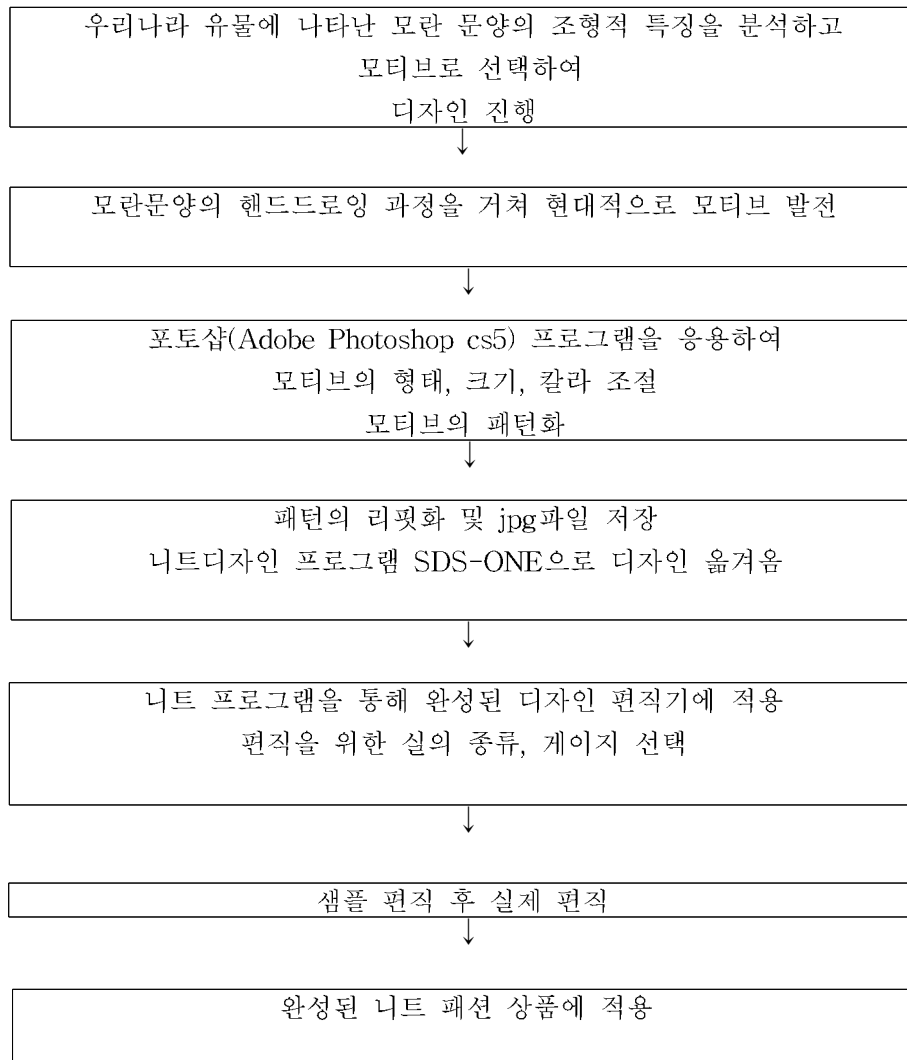 우리나라 유물에 나타난 모란 문양의 조형적 특징을 분석하고
모티브로 선택하여
디자인 진행
↓
모란문양의 핸드드로잉 과정을 거쳐 현대적으로 모티브 발전
↓
포토샵(Adobe Photoshop cs5) 프로그램을 응용하여
모티브의 형태, 크기, 칼라 조절
모티브의 패턴화
↓
패턴의 리핏화 및 jpg파일 저장
니트디자인 프로그램 SDS-ONE으로 디자인 옮겨옴
↓
니트 프로그램을 통해 완성된 디자인 편직기에 적용
편직을 위한 실의 종류, 게이지 선택
↓
샘플 편직 후 실제 편직
↓
완성된 니트 패션 상품에 적용